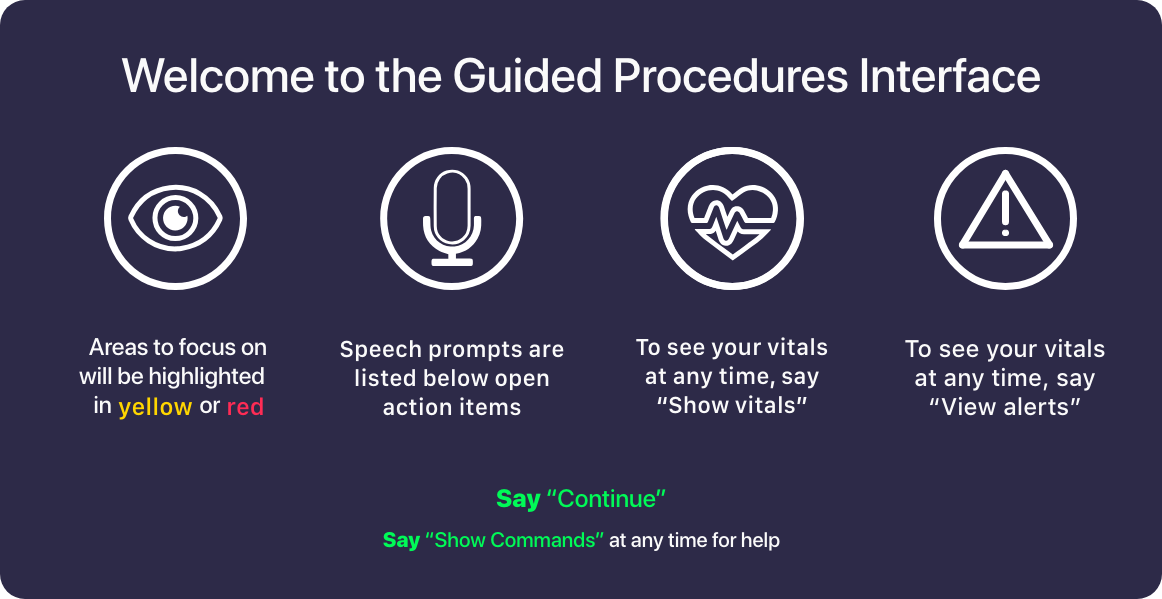 Welcome to the Guided Procedures Interface
Areas to focus on
will be highlighted
in yellow or red
Speech prompts are
listed below open
action items
To see your vitals
at any time, say
“Show vitals”
To see your vitals
at any time, say
“View alerts”
Say “Continue”
Say “Show Commands” at any time for help